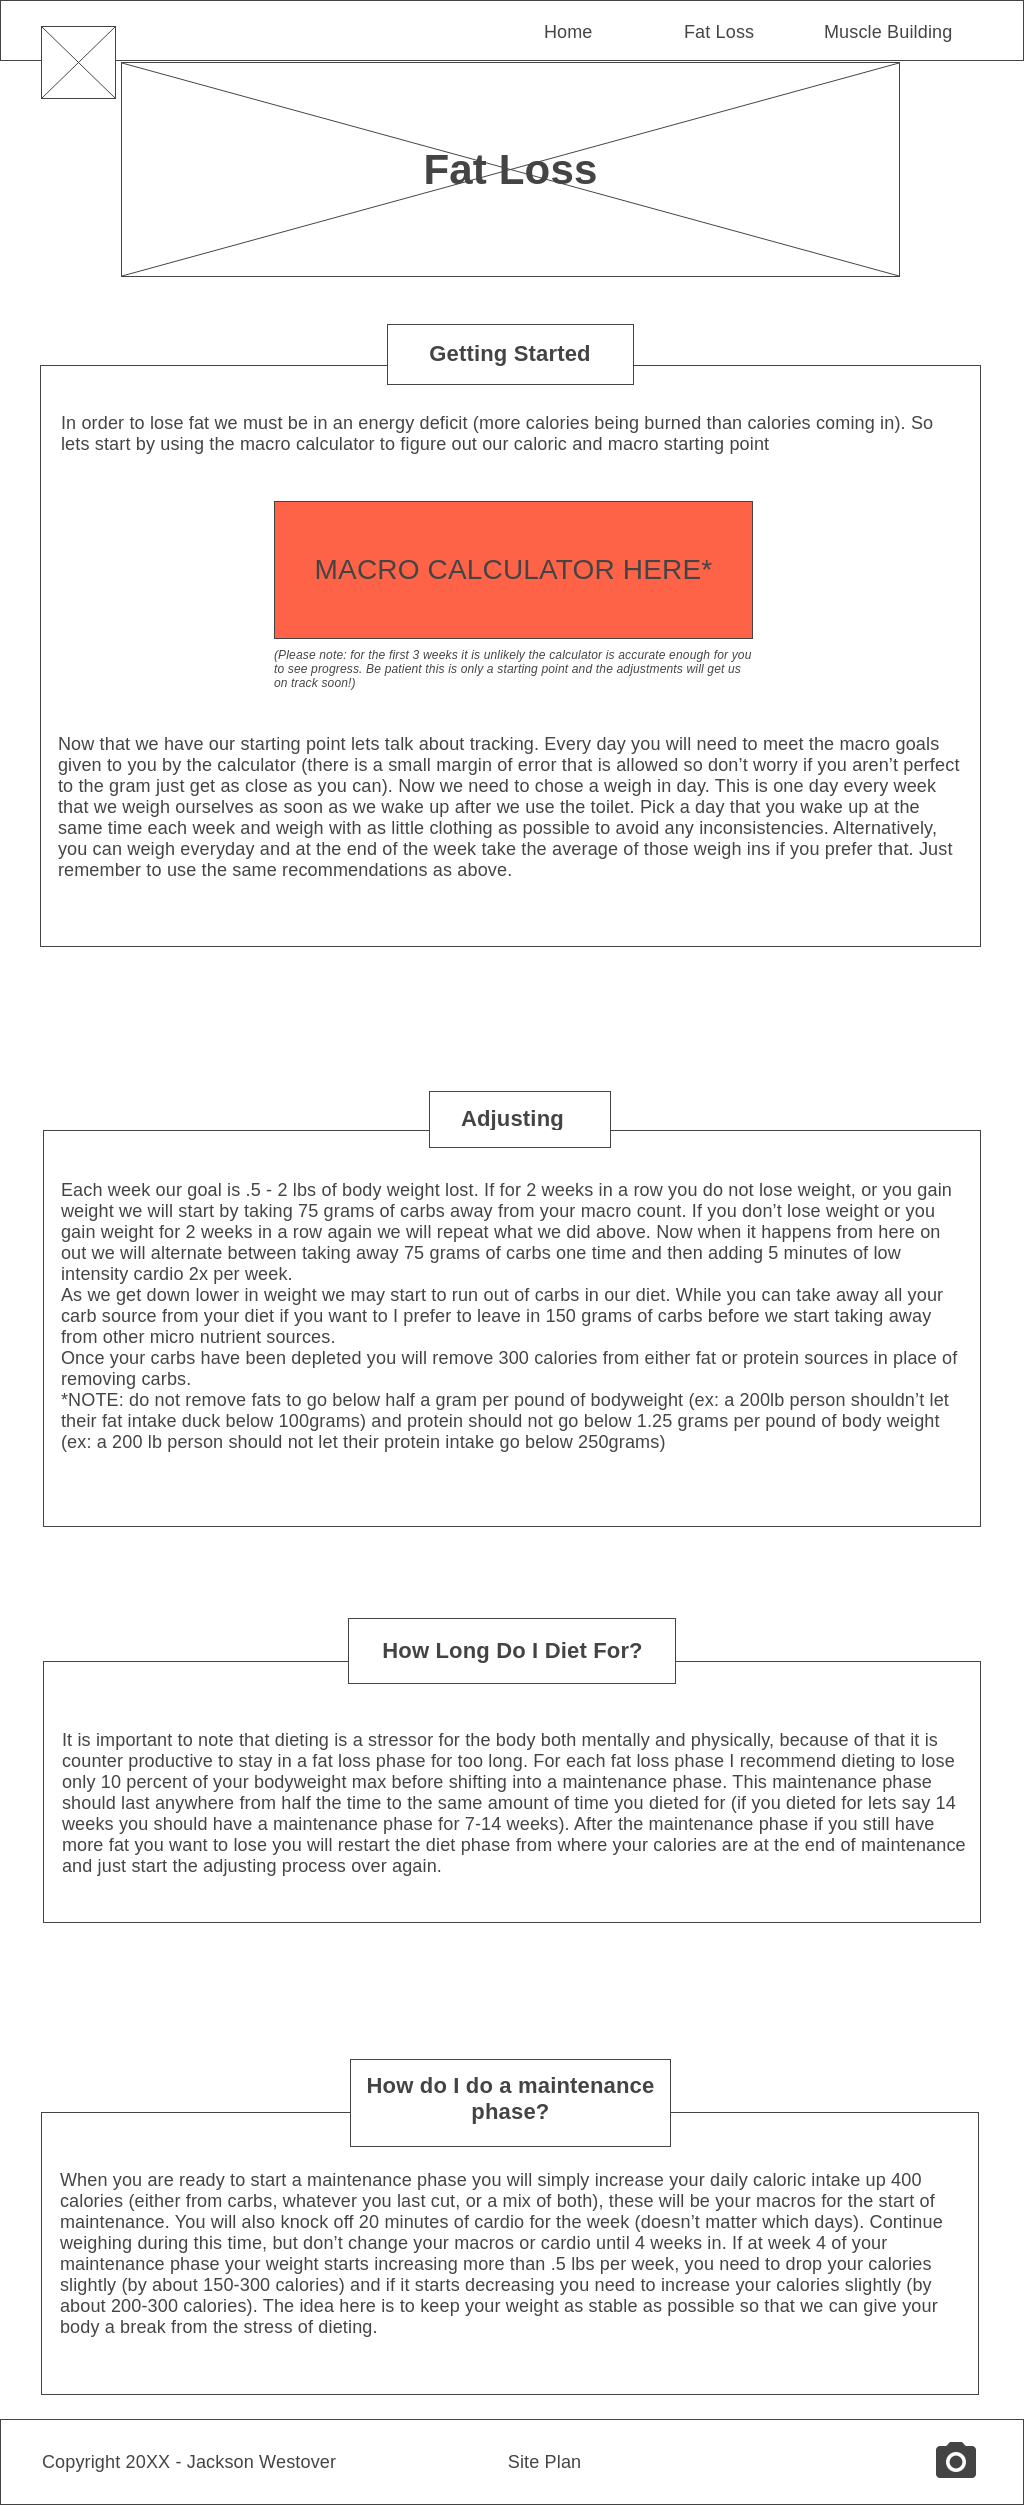 Home Fat Loss Muscle Building
Fat Loss
Getting Started
In order to lose fat we must be in an energy deficit (more calories being burned than calories coming in). So
lets start by using the macro calculator to figure out our caloric and macro starting point
MACRO CALCULATOR HERE*
(Please note: for the first 3 weeks it is unlikely the calculator is accurate enough for you
to see progress. Be patient this is only a starting point and the adjustments will get us
on track soon!)
Now that we have our starting point lets talk about tracking. Every day you will need to meet the macro goals
given to you by the calculator (there is a small margin of error that is allowed so don’t worry if you aren’t perfect
to the gram just get as close as you can). Now we need to chose a weigh in day. This is one day every week
that we weigh ourselves as soon as we wake up after we use the toilet. Pick a day that you wake up at the
same time each week and weigh with as little clothing as possible to avoid any inconsistencies. Alternatively,
you can weigh everyday and at the end of the week take the average of those weigh ins if you prefer that. Just
remember to use the same recommendations as above.
Adjusting
Each week our goal is .5 - 2 lbs of body weight lost. If for 2 weeks in a row you do not lose weight, or you gain
weight we will start by taking 75 grams of carbs away from your macro count. If you don’t lose weight or you
gain weight for 2 weeks in a row again we will repeat what we did above. Now when it happens from here on
out we will alternate between taking away 75 grams of carbs one time and then adding 5 minutes of low
intensity cardio 2x per week.
As we get down lower in weight we may start to run out of carbs in our diet. While you can take away all your
carb source from your diet if you want to I prefer to leave in 150 grams of carbs before we start taking away
from other micro nutrient sources.
Once your carbs have been depleted you will remove 300 calories from either fat or protein sources in place of
removing carbs.
*NOTE: do not remove fats to go below half a gram per pound of bodyweight (ex: a 200lb person shouldn’t let
their fat intake duck below 100grams) and protein should not go below 1.25 grams per pound of body weight
(ex: a 200 lb person should not let their protein intake go below 250grams)
How Long Do I Diet For?
It is important to note that dieting is a stressor for the body both mentally and physically, because of that it is
counter productive to stay in a fat loss phase for too long. For each fat loss phase I recommend dieting to lose
only 10 percent of your bodyweight max before shifting into a maintenance phase. This maintenance phase
should last anywhere from half the time to the same amount of time you dieted for (if you dieted for lets say 14
weeks you should have a maintenance phase for 7-14 weeks). After the maintenance phase if you still have
more fat you want to lose you will restart the diet phase from where your calories are at the end of maintenance
and just start the adjusting process over again.
How do I do a maintenance
phase?
When you are ready to start a maintenance phase you will simply increase your daily caloric intake up 400
calories (either from carbs, whatever you last cut, or a mix of both), these will be your macros for the start of
maintenance. You will also knock off 20 minutes of cardio for the week (doesn’t matter which days). Continue
weighing during this time, but don’t change your macros or cardio until 4 weeks in. If at week 4 of your
maintenance phase your weight starts increasing more than .5 lbs per week, you need to drop your calories
slightly (by about 150-300 calories) and if it starts decreasing you need to increase your calories slightly (by
about 200-300 calories). The idea here is to keep your weight as stable as possible so that we can give your
body a break from the stress of dieting.
Copyright 20XX - Jackson Westover Site Plan